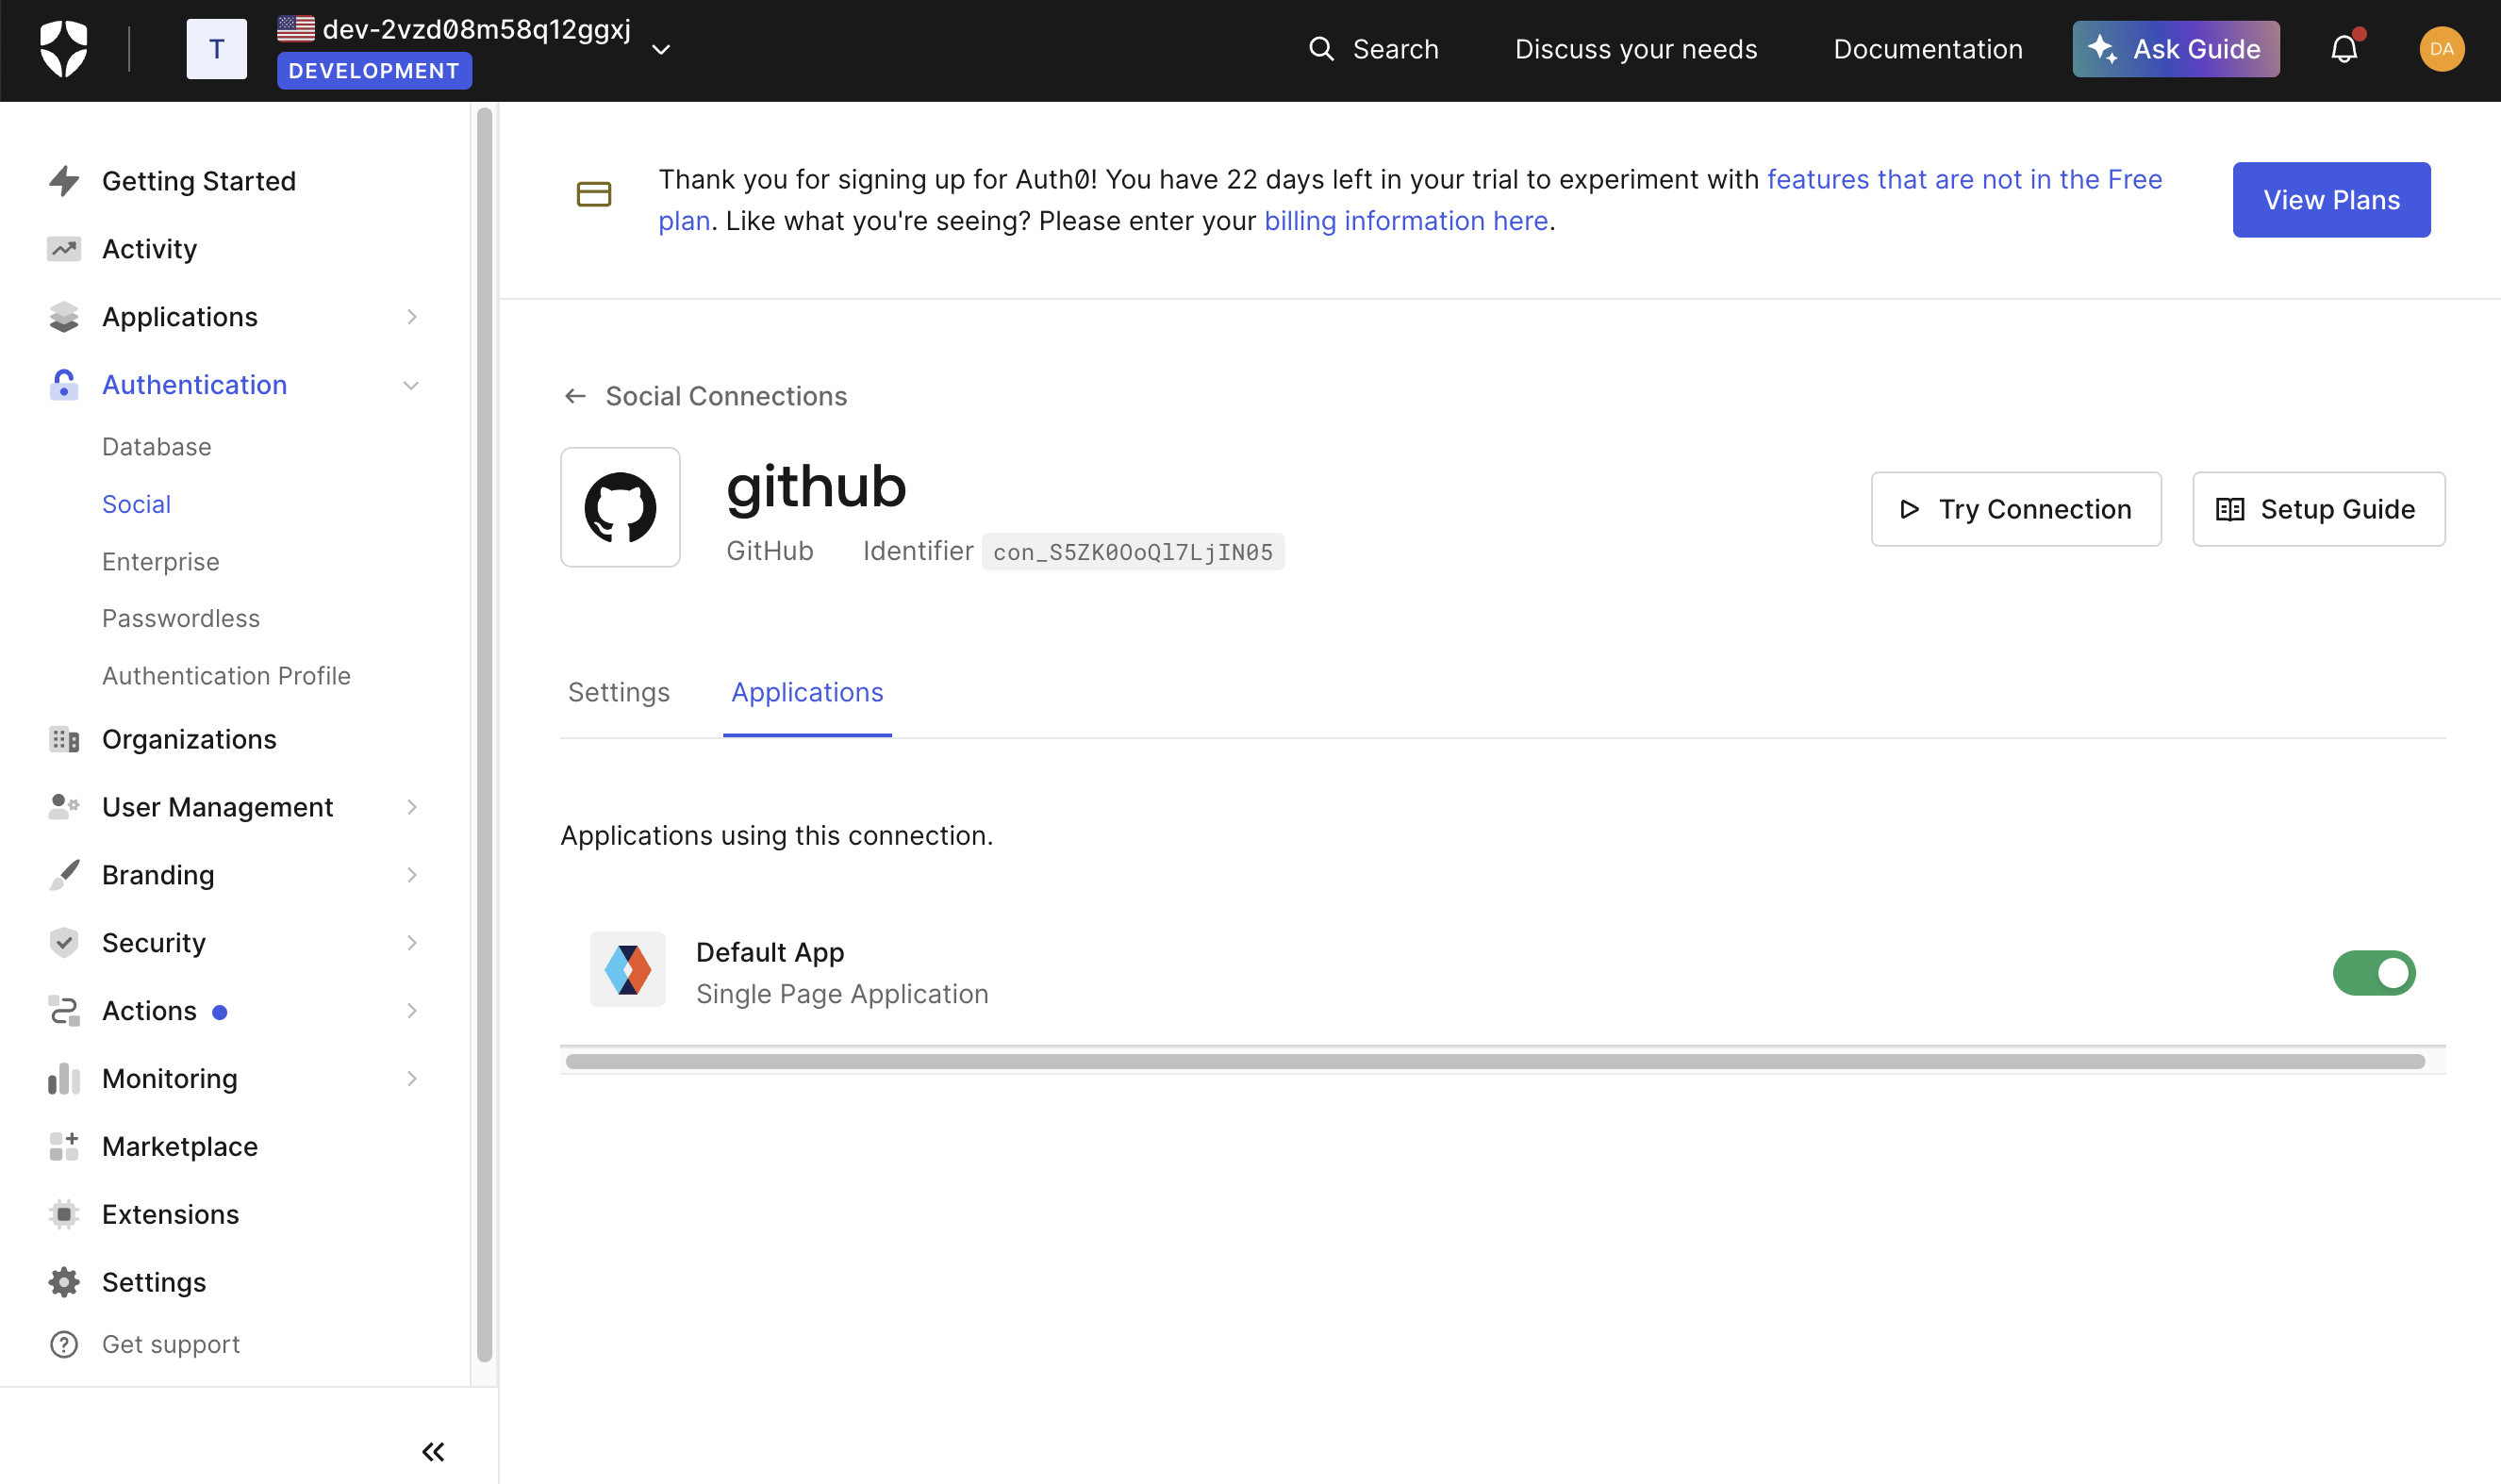 T
dev-2vzd08m58q12ggxj
DEVELOPMENT
Search
Discuss your needs
Documentation
Ask Guide
DA
Getting Started
Activity
Applications
Authentication
Database
Social
Enterprise
Passwordless
Authentication Profile
Organizations
User Management
Branding
Security
Actions
Monitoring
Marketplace
Extensions
Settings
Get support
Thank you for signing up for Auth0! You have 22 days left in your trial to experiment with features that are not in the Free
plan. Like what you're seeing? Please enter your billing information here.
View Plans
Social Connections
github
GitHub
Identifier con_S5ZK0OoQl7LjIN05
Try Connection
Setup Guide
Settings
Applications
Applications using this connection.
Default App
Single Page Application